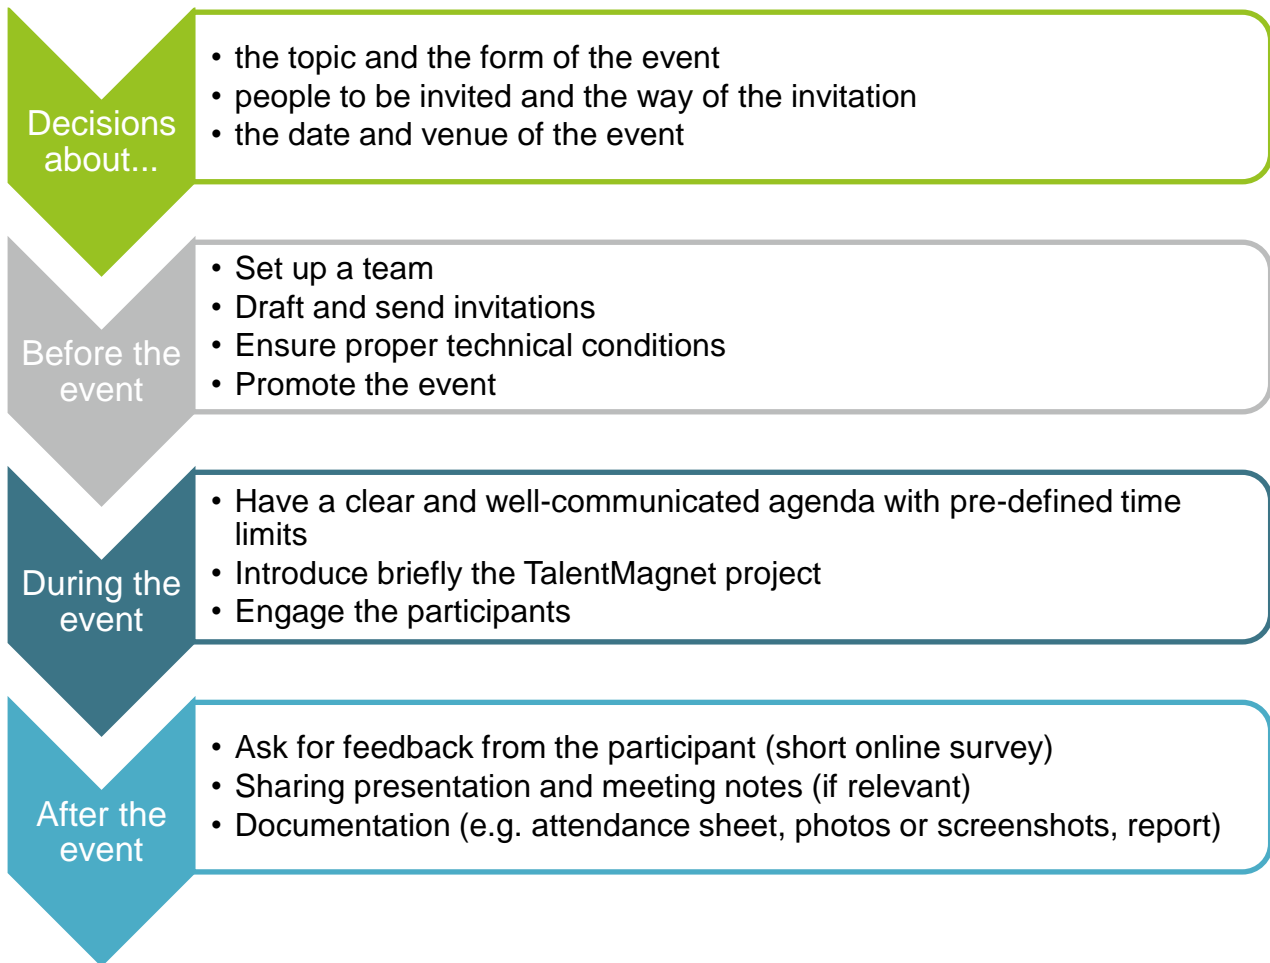 Decisions
about...
• the topic and the form of the event
• people to be invited and the way of the invitation
• the date and venue of the event
Before the
event
• Set up a team
• Draft and send invitations
• Ensure proper technical conditions
• Promote the event
During the
event
• Have a clear and well-communicated agenda with pre-defined time
limits
• Introduce briefly the TalentMagnet project
• Engage the participants
After the
event
• Ask for feedback from the participant (short online survey)
• Sharing presentation and meeting notes (if relevant)
• Documentation (e.g. attendance sheet, photos or screenshots, report)